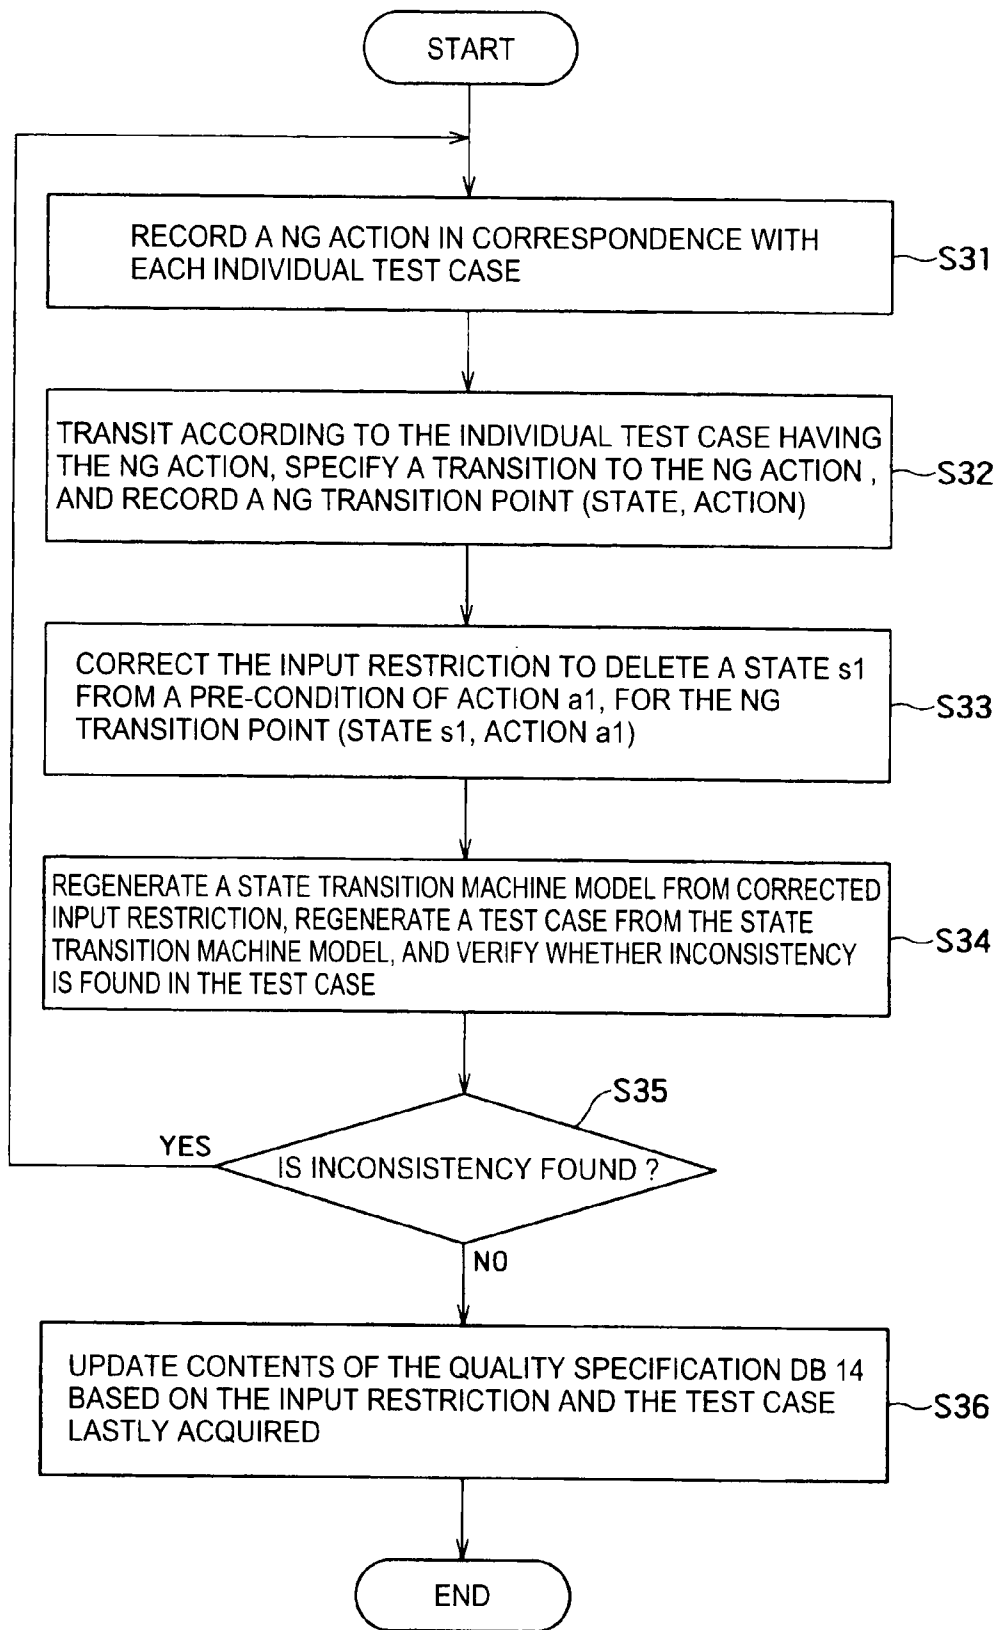 START
RECORD A NG ACTION IN CORRESPONDENCE WITH
EACH INDIVIDUAL TEST CASE
S31
TRANSIT ACCORDING TO THE INDIVIDUAL TEST CASE HAVING
THE NG ACTION, SPECIFY A TRANSITION TO THE NG ACTION ,
AND RECORD A NG TRANSITION POINT (STATE, ACTION)
S32
CORRECT THE INPUT RESTRICTION TO DELETE A STATE s1
FROM A PRE-CONDITION OF ACTION a1, FOR THE NG
TRANSITION POINT (STATE s1, ACTION a1)
S33
REGENERATE A STATE TRANSITION MACHINE MODEL FROM CORRECTED
INPUT RESTRICTION, REGENERATE A TEST CASE FROM THE STATE
TRANSITION MACHINE MODEL, AND VERIFY WHETHER INCONSISTENCY
IS FOUND IN THE TEST CASE
S34
S35
YES
IS INCONSISTENCY FOUND ?
NO
UPDATE CONTENTS OF THE QUALITY SPECIFICATION DB 14
BASED ON THE INPUT RESTRICTION AND THE TEST CASE
LASTLY ACQUIRED
S36
END